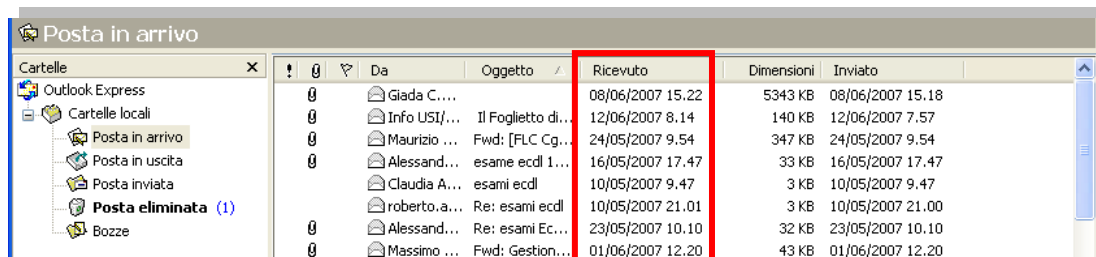 Posta in arrivo
Cartelle
Outlook Express
Cartelle locali
Posta in arrivo
Posta in uscita
Posta inviata
Posta eliminata (1)
Bozze
! Da Oggetto Ricevuto Dimensioni Inviato
Giada C.... 08/06/2007 15.22 5343 KB 08/06/2007 15.18
Info USI/... Il Foglietto di... 12/06/2007 8.14 140 KB 12/06/2007 7.57
Maurizio ... Fwd: [FLC Cg... 24/05/2007 9.54 347 KB 24/05/2007 9.54
Alessand... esame ecdl 1... 16/05/2007 17.47 33 KB 16/05/2007 17.47
Claudia A... esami ecdl 10/05/2007 9.47 3 KB 10/05/2007 9.47
roberto.a... Re: esami ecdl 10/05/2007 21.01 3 KB 10/05/2007 21.00
Alessand... Re: esami Ec... 23/05/2007 10.10 32 KB 23/05/2007 10.10
Massimo ... Fwd: Gestion... 01/06/2007 12.20 43 KB 01/06/2007 12.20